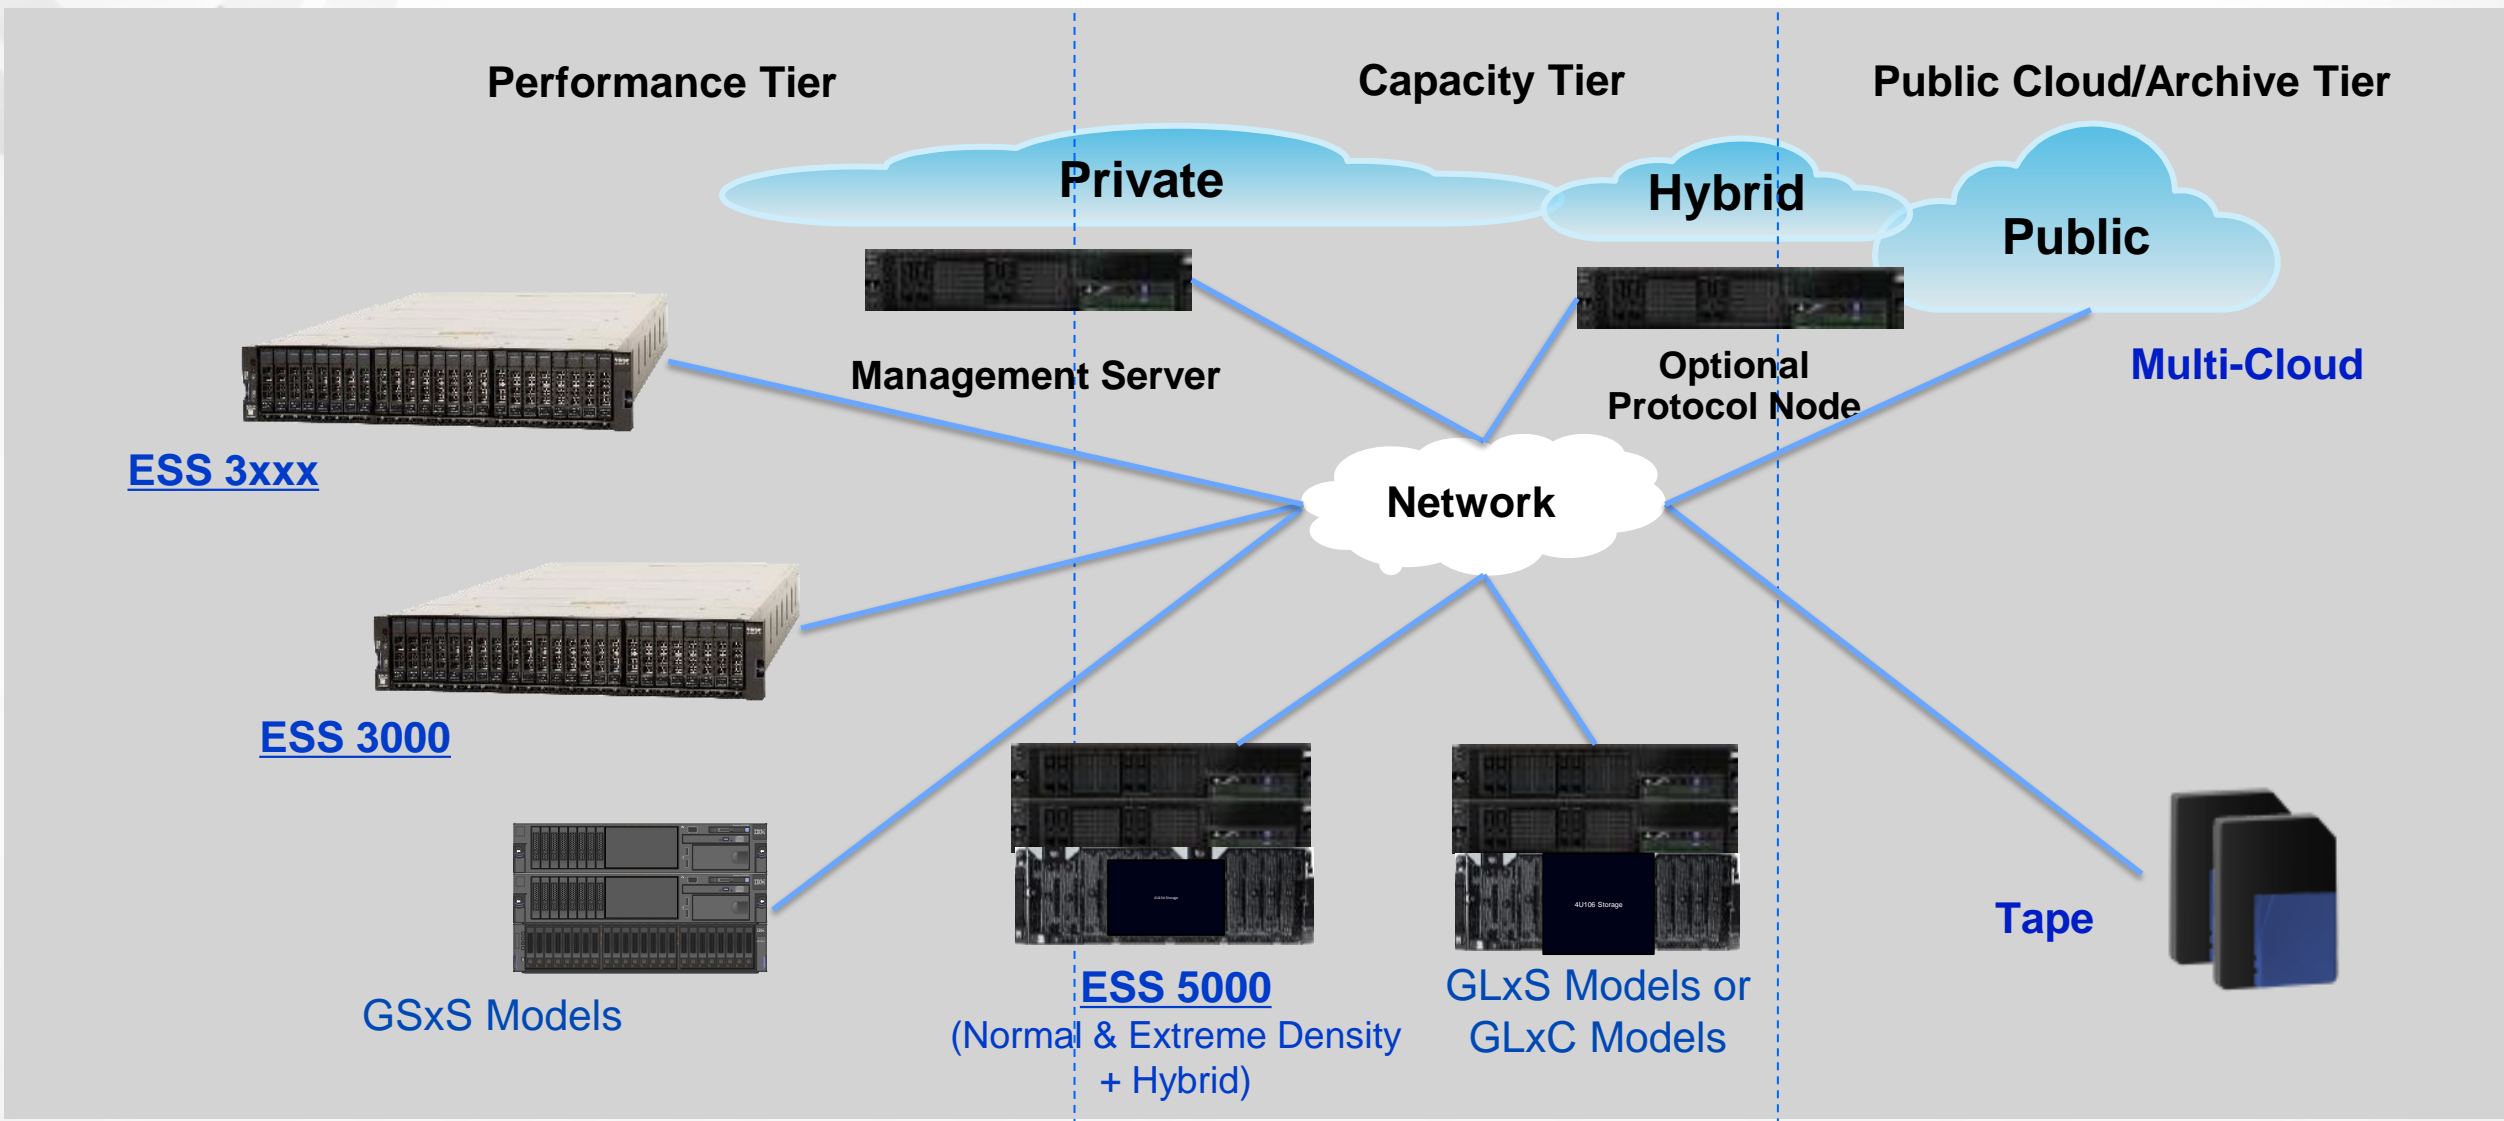 Performance Tier
Capacity Tier
Public Cloud/Archive Tier
Private
Hybrid
Public
Management Server
Optional
Protocol Node
Multi-Cloud
ESS 3xxx
Network
ESS 3000
4U106 Storage
Tape
GSxS Models
ESS 5000
(Normal & Extreme Density
+ Hybrid)
GLxS Models or
GLxC Models